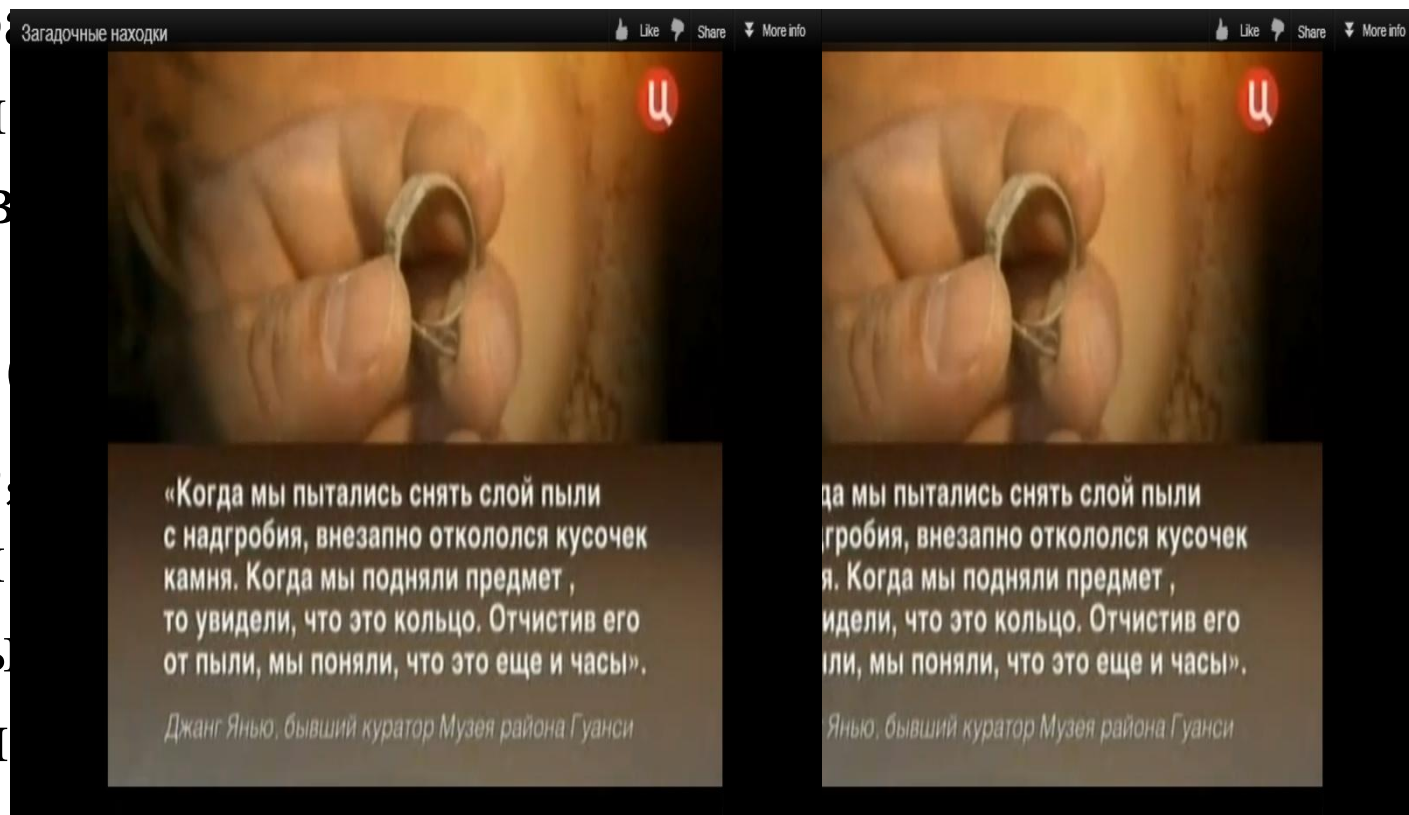 Загадочные находки
Like Share More info
Like Share More info
Ц
Ц
«Когда мы пытались снять слой пыли
с надгробия, внезапно откололся кусочек
камня. Когда мы подняли предмет ,
то увидели, что это кольцо. Отчистив его
от пыли, мы поняли, что это еще и часы».
Джанг Янью, бывший куратор Музея района Гуанси
мы пытались снять слой пыли
внезапно откололся кусочек
Когда мы подняли предмет ,
что это кольцо. Отчистив его
мы поняли, что это еще и часы».
Янью, бывший куратор Музея района Гуанси